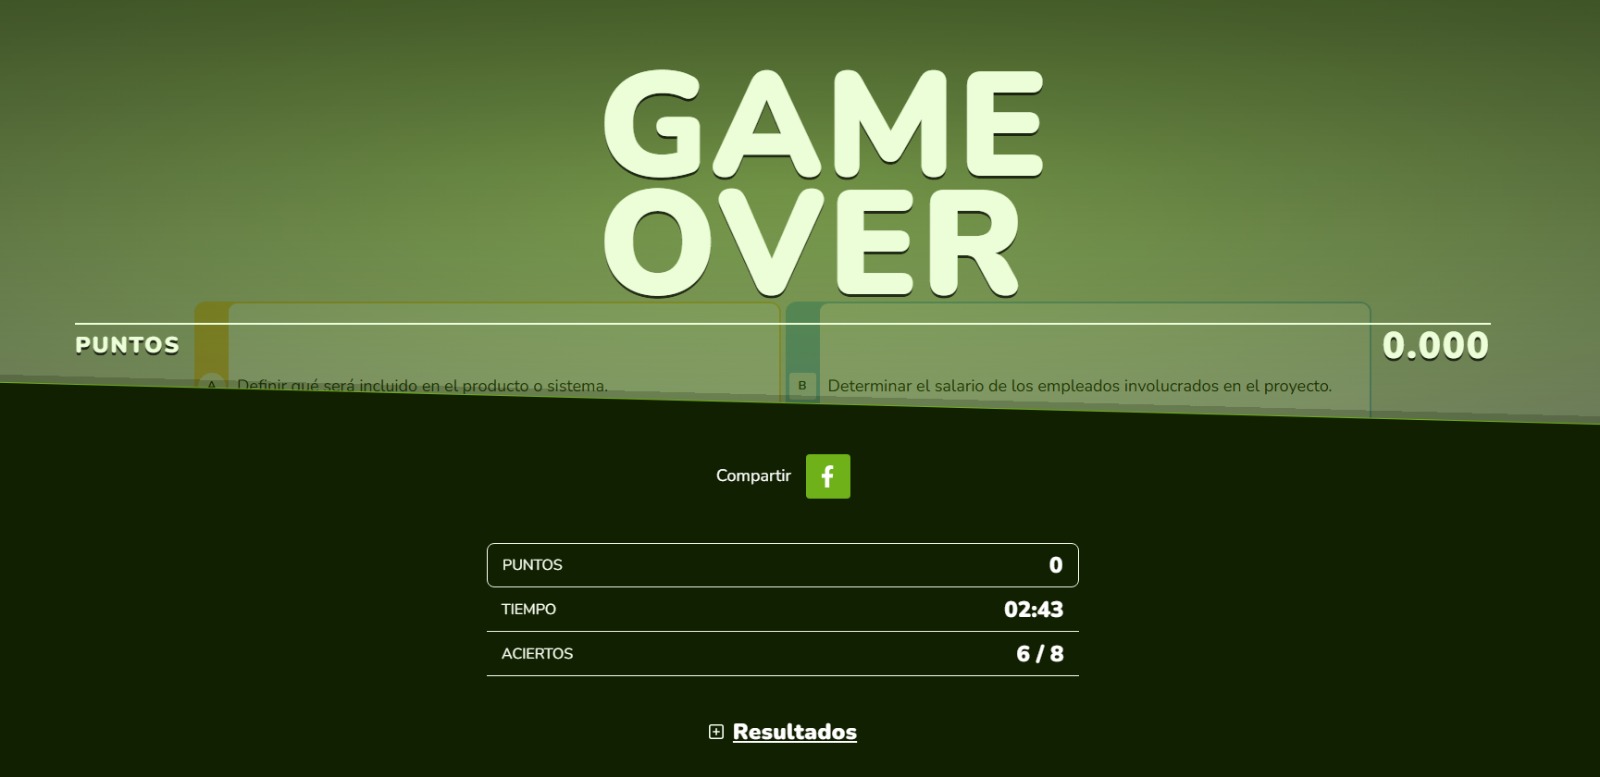 GAME
OVER
PUNTOS
0.000
A
Definir qué será incluido en el producto o sistema.
B
Determinar el salario de los empleados involucrados en el proyecto.
Compartir
PUNTOS 0
TIEMPO 02:43
ACIERTOS 6 / 8
Resultados